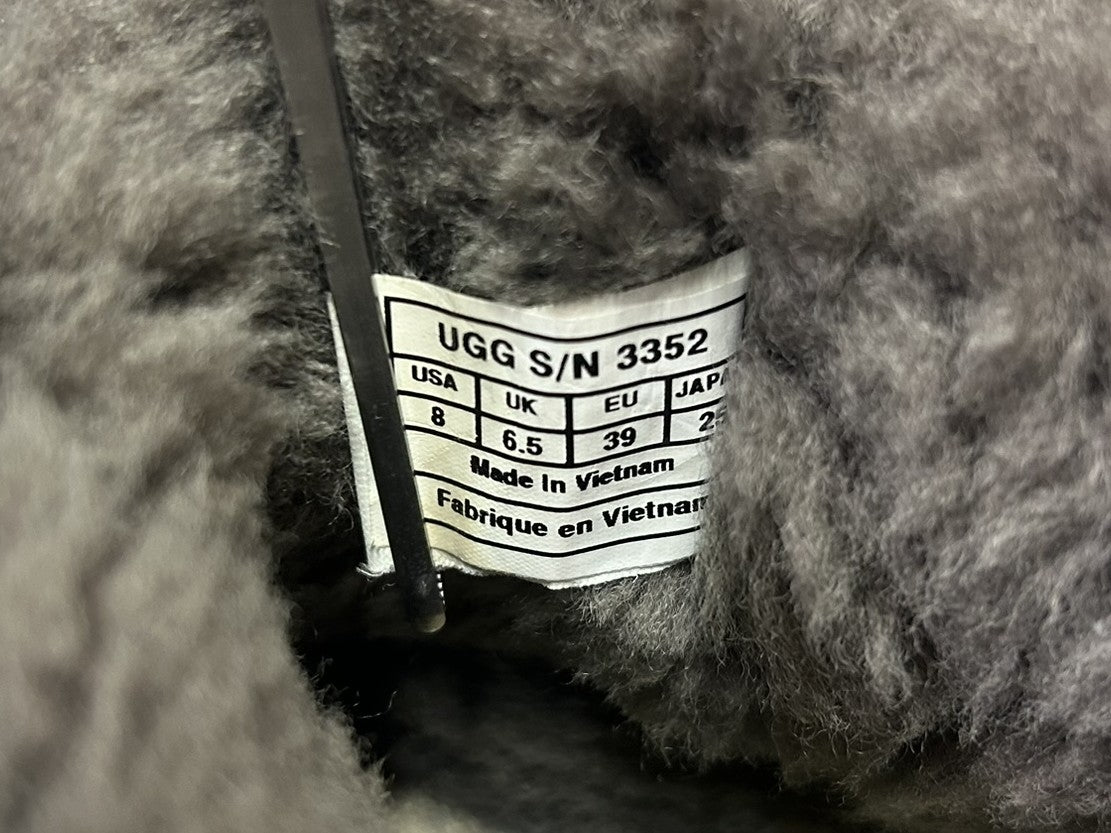 UGG S/N 3352
USA UK EU
8 6.5 39
Made In Vietnam
Fabrique en Vietnam